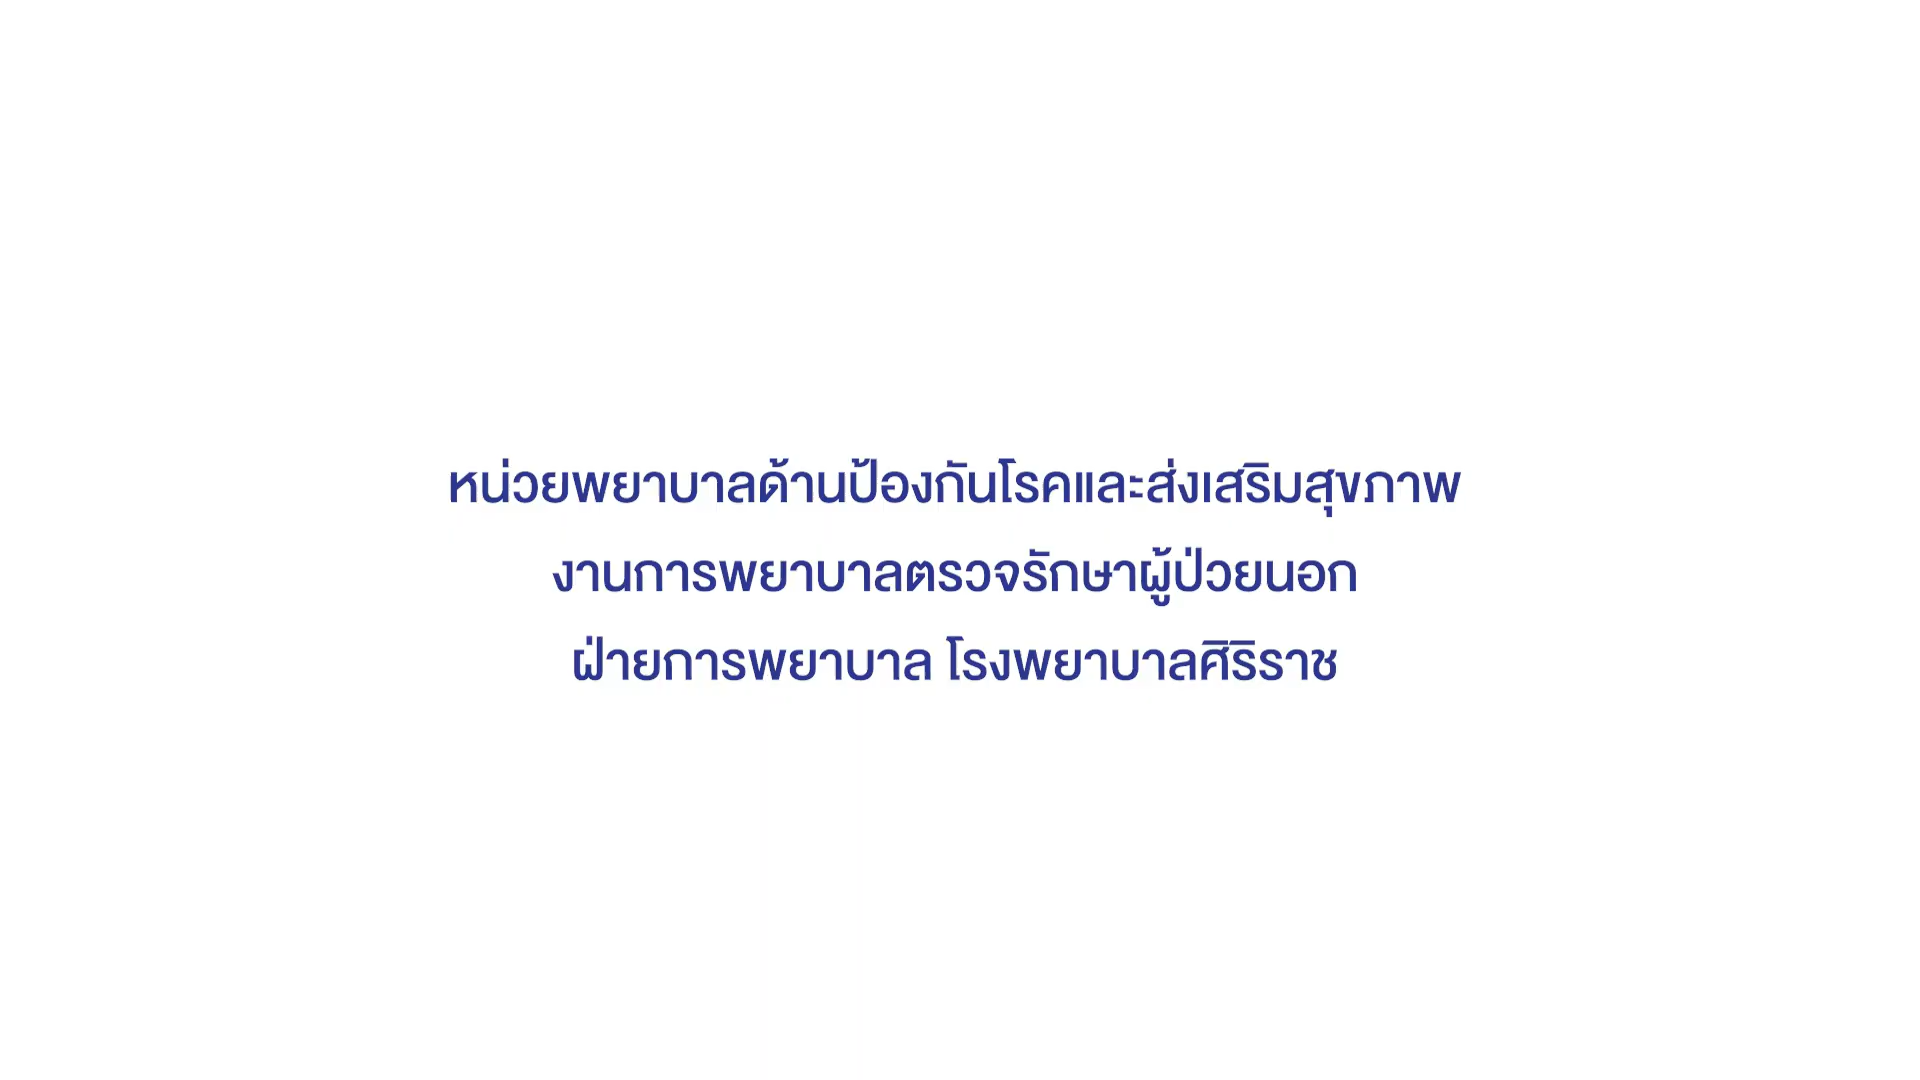 หน่วยพยาบาลด้านป้องกันโรคและส่งเสริมสุขภาพ
งานการพยาบาลตรวจรักษาผู้ป่วยนอก
ฝ่ายการพยาบาล โรงพยาบาลศิริราช